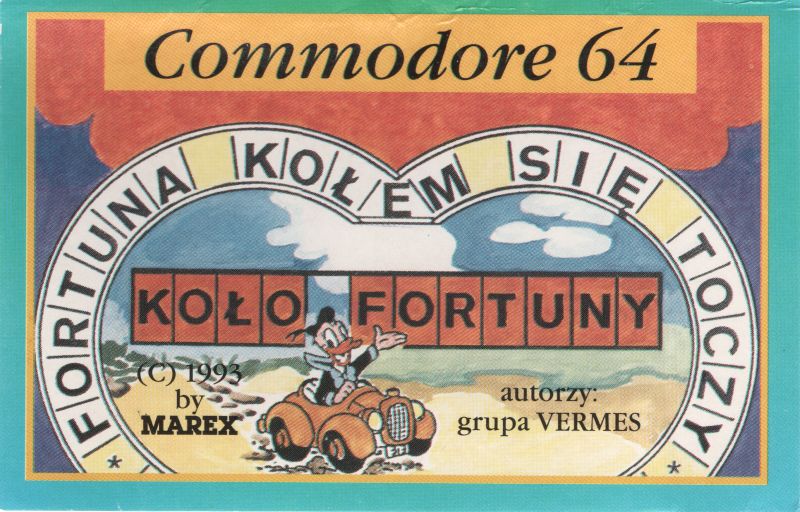 Commodore 64
* FORTUNA KOŁEM SIĘ TOCZY *
KOŁO FORTUNY
(C) 1993
by
MAREX
autorzy:
grupa VERMES